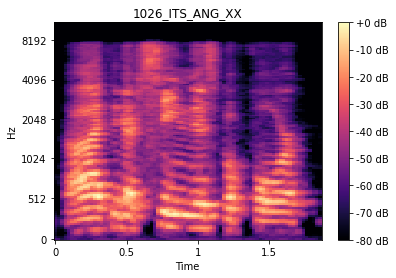 1026_ITS_ANG_XX
+0 dB
8192
-10 dB
4096
-20 dB
-30 dB
2048
Hz
-40 dB
1024
-50 dB
512
-60 dB
-70 dB
0
-80 dB
0 0.5 1 1.5
Time